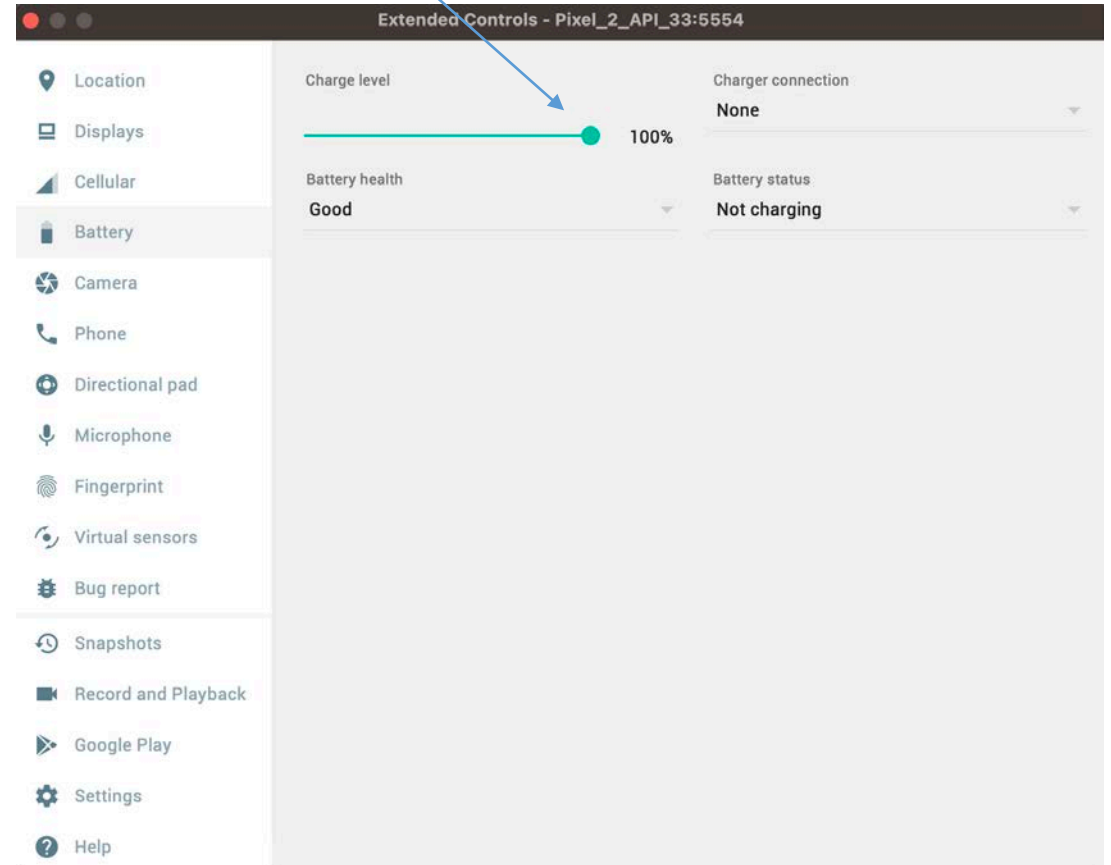 Extended Controls - Pixel_2_API_33:5554
Location
Displays
Cellular
Battery
Camera
Phone
Directional pad
Microphone
Fingerprint
Virtual sensors
Bug report
Snapshots
Record and Playback
Google Play
Settings
Help
Charge level
100%
Charger connection
None
Battery health
Good
Battery status
Not charging